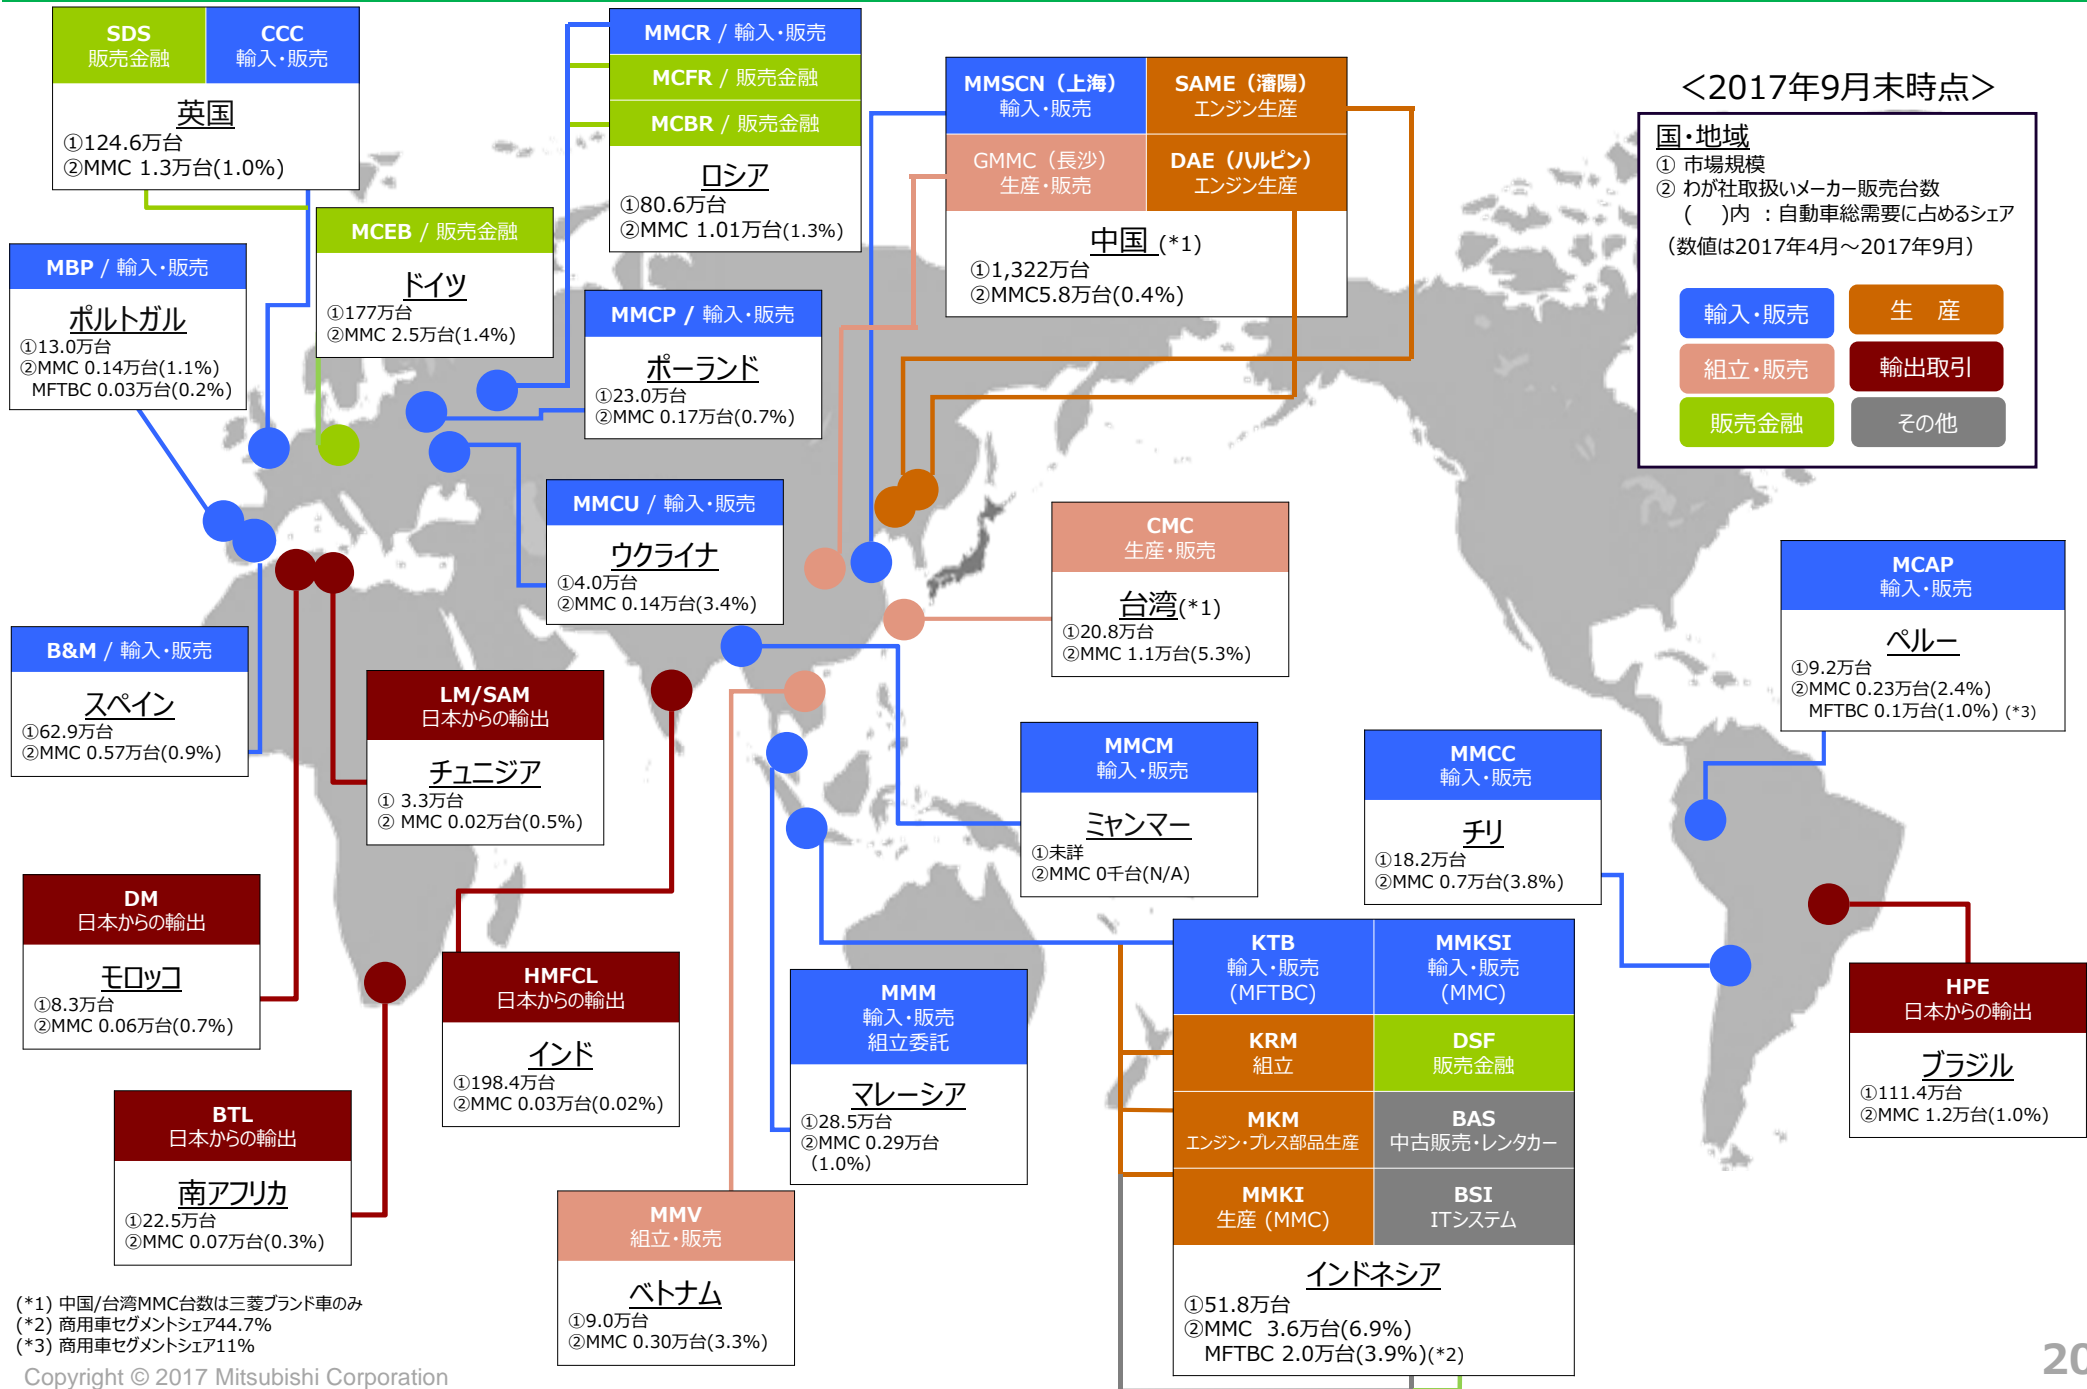 SDS
販売金融
CCC
輸入・販売
英国
①124.6万台
②MMC 1.3万台(1.0%)
MMCR / 輸入・販売
MCFR / 販売金融
MCBR / 販売金融
ロシア
①80.6万台
②MMC 1.01万台(1.3%)
MMSCN（上海）
輸入・販売
SAME（瀋陽）
エンジン生産
GMMC（長沙）
生産・販売
DAE（ハルピン）
エンジン生産
中国 (*1)
①1,322万台
②MMC5.8万台(0.4%)
＜2017年9月末時点＞
国・地域
① 市場規模
② わが社取扱いメーカー販売台数
(　)内 ：自動車総需要に占めるシェア
（数値は2017年4月～2017年9月）
輸入・販売
生　産
組立・販売
輸出取引
販売金融
その他
MBP / 輸入・販売
ポルトガル
①13.0万台
②MMC 0.14万台(1.1%)
MFTBC 0.03万台(0.2%)
MCEB / 販売金融
ドイツ
①177万台
②MMC 2.5万台(1.4%)
MMCP / 輸入・販売
ポーランド
①23.0万台
②MMC 0.17万台(0.7%)
MMCU / 輸入・販売
ウクライナ
①4.0万台
②MMC 0.14万台(3.4%)
CMC
生産・販売
台湾(*1)
①20.8万台
②MMC 1.1万台(5.3%)
MCAP
輸入・販売
ペルー
①9.2万台
②MMC 0.23万台(2.4%)
MFTBC 0.1万台(1.0%) (*3)
B&M / 輸入・販売
スペイン
①62.9万台
②MMC 0.57万台(0.9%)
LM/SAM
日本からの輸出
チュニジア
① 3.3万台
② MMC 0.02万台(0.5%)
MMCM
輸入・販売
ミャンマー
①未詳
②MMC 0千台(N/A)
MMCC
輸入・販売
チリ
①18.2万台
②MMC 0.7万台(3.8%)
DM
日本からの輸出
モロッコ
①8.3万台
②MMC 0.06万台(0.7%)
HMFCL
日本からの輸出
インド
①198.4万台
②MMC 0.03万台(0.02%)
MMM
輸入・販売
組立委託
マレーシア
①28.5万台
②MMC 0.29万台
（1.0%）
KTB
輸入・販売
(MFTBC)
MMKSI
輸入・販売
(MMC)
KRM
組立
DSF
販売金融
MKM
エンジン・プレス部品生産
BAS
中古販売・レンタカー
MMKI
生産 (MMC)
BSI
ITシステム
インドネシア
①51.8万台
②MMC 3.6万台(6.9%)
MFTBC 2.0万台(3.9%)(*2)
HPE
日本からの輸出
ブラジル
①111.4万台
②MMC 1.2万台(1.0%)
BTL
日本からの輸出
南アフリカ
①22.5万台
②MMC 0.07万台(0.3%)
MMV
組立・販売
ベトナム
①9.0万台
②MMC 0.30万台(3.3%)
(*1) 中国/台湾MMC台数は三菱ブランド車のみ
(*2) 商用車セグメントシェア44.7%
(*3) 商用車セグメントシェア11%
Copyright © 2017 Mitsubishi Corporation
20